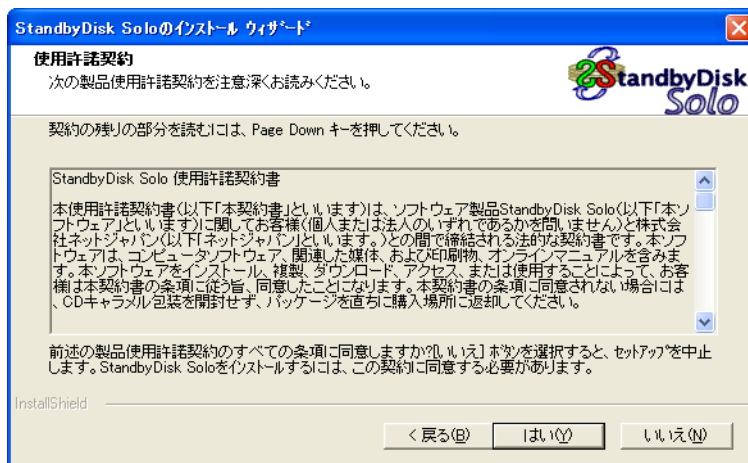 StandbyDisk Soloのインストール ウィザード
使用許諾契約
次の製品使用許諾契約を注意深くお読みください。
StandbyDisk
Solo
契約の残りの部分を読むには、Page Down キーを押してください。
StandbyDisk Solo 使用許諾契約書
本使用許諾契約書(以下「本契約書」といいます)は、ソフトウェア製品StandbyDisk Solo(以下「本ソ
フトウェア」といいます)に関してお客様(個人または法人のいずれであるかを問いません)と株式会
社ネットジャパン(以下「ネットジャパン」といいます。)との間で締結される法的な契約書です。本ソフ
トウェアは、コンピュータソフトウェア、関連した媒体、および印刷物、オンラインマニュアルを含みま
す。本ソフトウェアをインストール、複製、ダウンロード、アクセス、または使用することによって、お客
様は本契約書の条項に従う旨、同意したことになります。本契約書の条項に同意されない場合には
、CDキャラメル包装を開封せず、パッケージを直ちに購入場所に返却してください。
前述の製品使用許諾契約のすべての条項に同意しますか?[いいえ] ボタンを選択すると、セットアップを中止
します。StandbyDisk Soloをインストールするには、この契約に同意する必要があります。
InstallShield
< 戻る(B)
はい(Y)
いいえ(N)